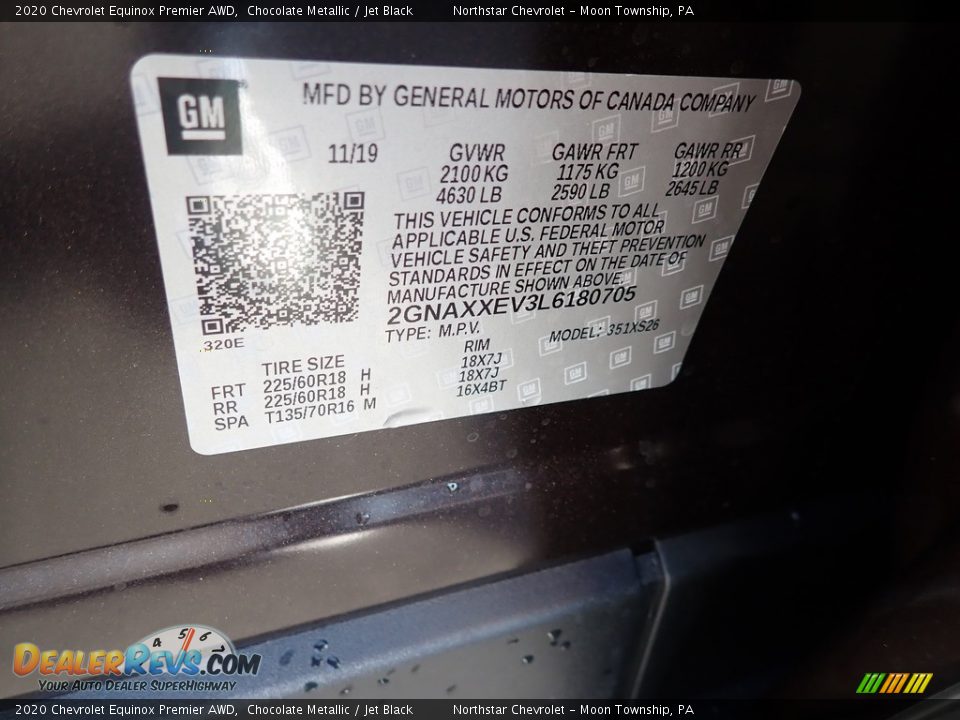 2020 Chevrolet Equinox Premier AWD, Chocolate Metallic / Jet Black Northstar Chevrolet - Moon Township, PA
GM
MFD BY GENERAL MOTORS OF CANADA COMPANY
11/19 GVWR GAWR FRT GAWR RR
2100 KG 1175 KG 1200 KG
4630 LB 2590 LB 2645 LB
THIS VEHICLE CONFORMS TO ALL
APPLICABLE U.S. FEDERAL MOTOR
VEHICLE SAFETY AND THEFT PREVENTION
STANDARDS IN EFFECT ON THE DATE OF
MANUFACTURE SHOWN ABOVE.
2GNAXXEV3L6180705
TYPE: M.P.V. MODEL: 351XS26
320E
TIRE SIZE RIM
FRT 225/60R18 H 18X7J
RR 225/60R18 H 18X7J
SPA T135/70R16 M 16X4BT
4 5 6 7
DealerRevs.com
Your Auto Dealer SuperHighway
2020 Chevrolet Equinox Premier AWD, Chocolate Metallic / Jet Black Northstar Chevrolet - Moon Township, PA